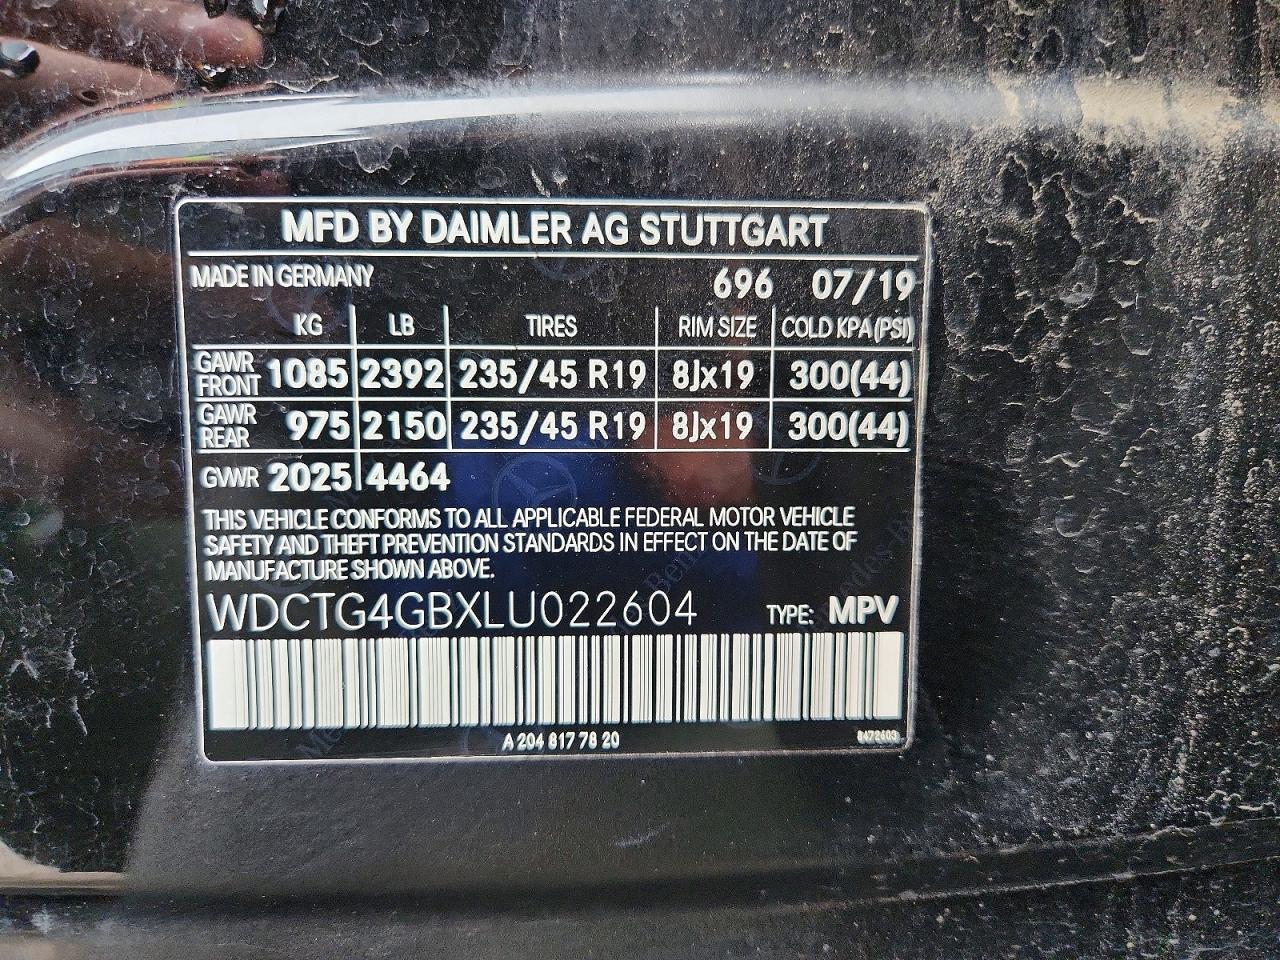 MFD BY DAIMLER AG STUTTGART
MADE IN GERMANY 696 07/19
KG LB TIRES RIM SIZE COLD KPA (PSI)
GAWR FRONT 1085 2392 235/45 R19 8Jx19 300(44)
GAWR REAR 975 2150 235/45 R19 8Jx19 300(44)
GWR 2025 4464
THIS VEHICLE CONFORMS TO ALL APPLICABLE FEDERAL MOTOR VEHICLE
SAFETY AND THEFT PREVENTION STANDARDS IN EFFECT ON THE DATE OF
MANUFACTURE SHOWN ABOVE.
WDCTG4GBXLU022604 TYPE: MPV
A 204 817 78 20 8472603